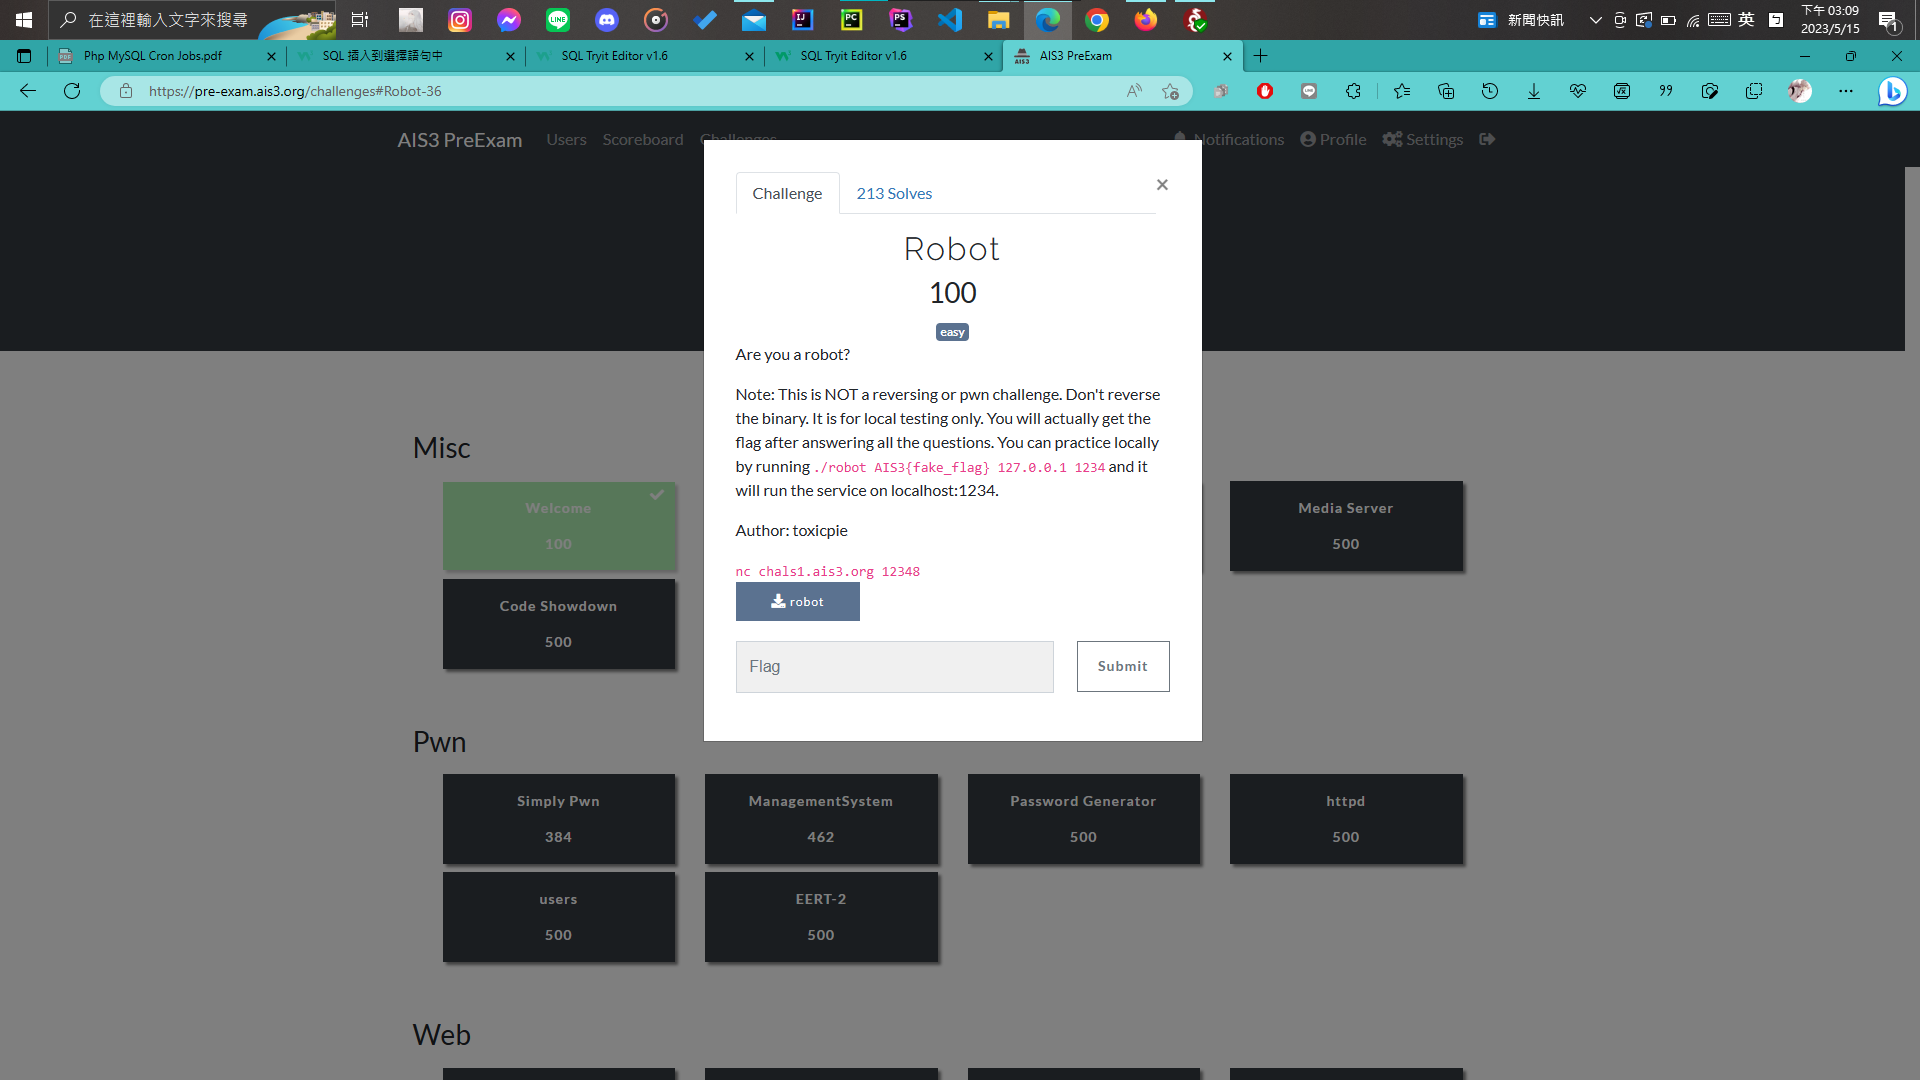 在這裡輸入文字來搜尋
新聞快訊
英
下午 03:09
2023/5/15
1
Php MySQL Cron Jobs.pdf
SQL 插入到選擇語句中
SQL Tryit Editor v1.6
SQL Tryit Editor v1.6
AIS3 PreExam
https://pre-exam.ais3.org/challenges#Robot-36
AIS3 PreExam
Users
Scoreboard
Challenges
Notifications
Profile
Settings
Challenge
213 Solves
×
Robot
100
easy
Are you a robot?
Note: This is NOT a reversing or pwn challenge. Don't reverse
the binary. It is for local testing only. You will actually get the
flag after answering all the questions. You can practice locally
by running ./robot AIS3{fake_flag} 127.0.0.1 1234 and it
will run the service on localhost:1234.
Author: toxicpie
nc chals1.ais3.org 12348
robot
Flag
Submit
Misc
Welcome
100
Media Server
500
Code Showdown
500
Pwn
Simply Pwn
384
ManagementSystem
462
Password Generator
500
httpd
500
users
500
EERT-2
500
Web